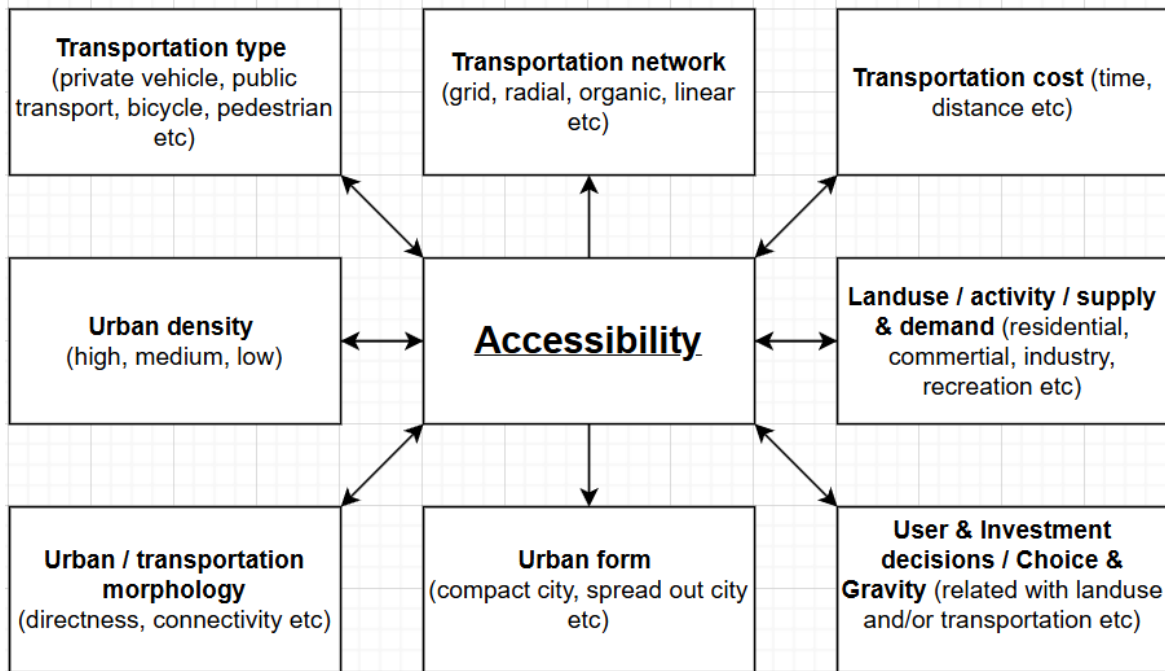 Transportation type
(private vehicle, public
transport, bicycle, pedestrian
etc)
Transportation network
(grid, radial, organic, linear
etc)
Transportation cost (time,
distance etc)
Urban density
(high, medium, low)
Accessibility
Landuse / activity / supply
& demand (residential,
commertial, industry,
recreation etc)
Urban / transportation
morphology
(directness, connectivity etc)
Urban form
(compact city, spread out city
etc)
User & Investment
decisions / Choice &
Gravity (related with landuse
and/or transportation etc)